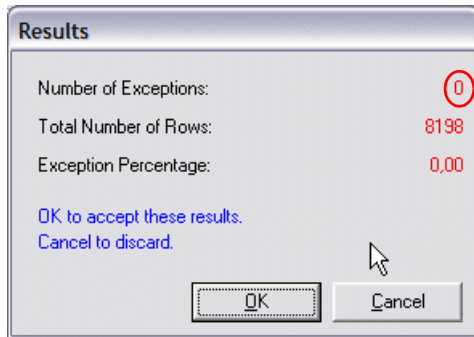 Results
Number of Exceptions: 0
Total Number of Rows: 8198
Exception Percentage: 0,00
OK to accept these results.
Cancel to discard.
OK Cancel